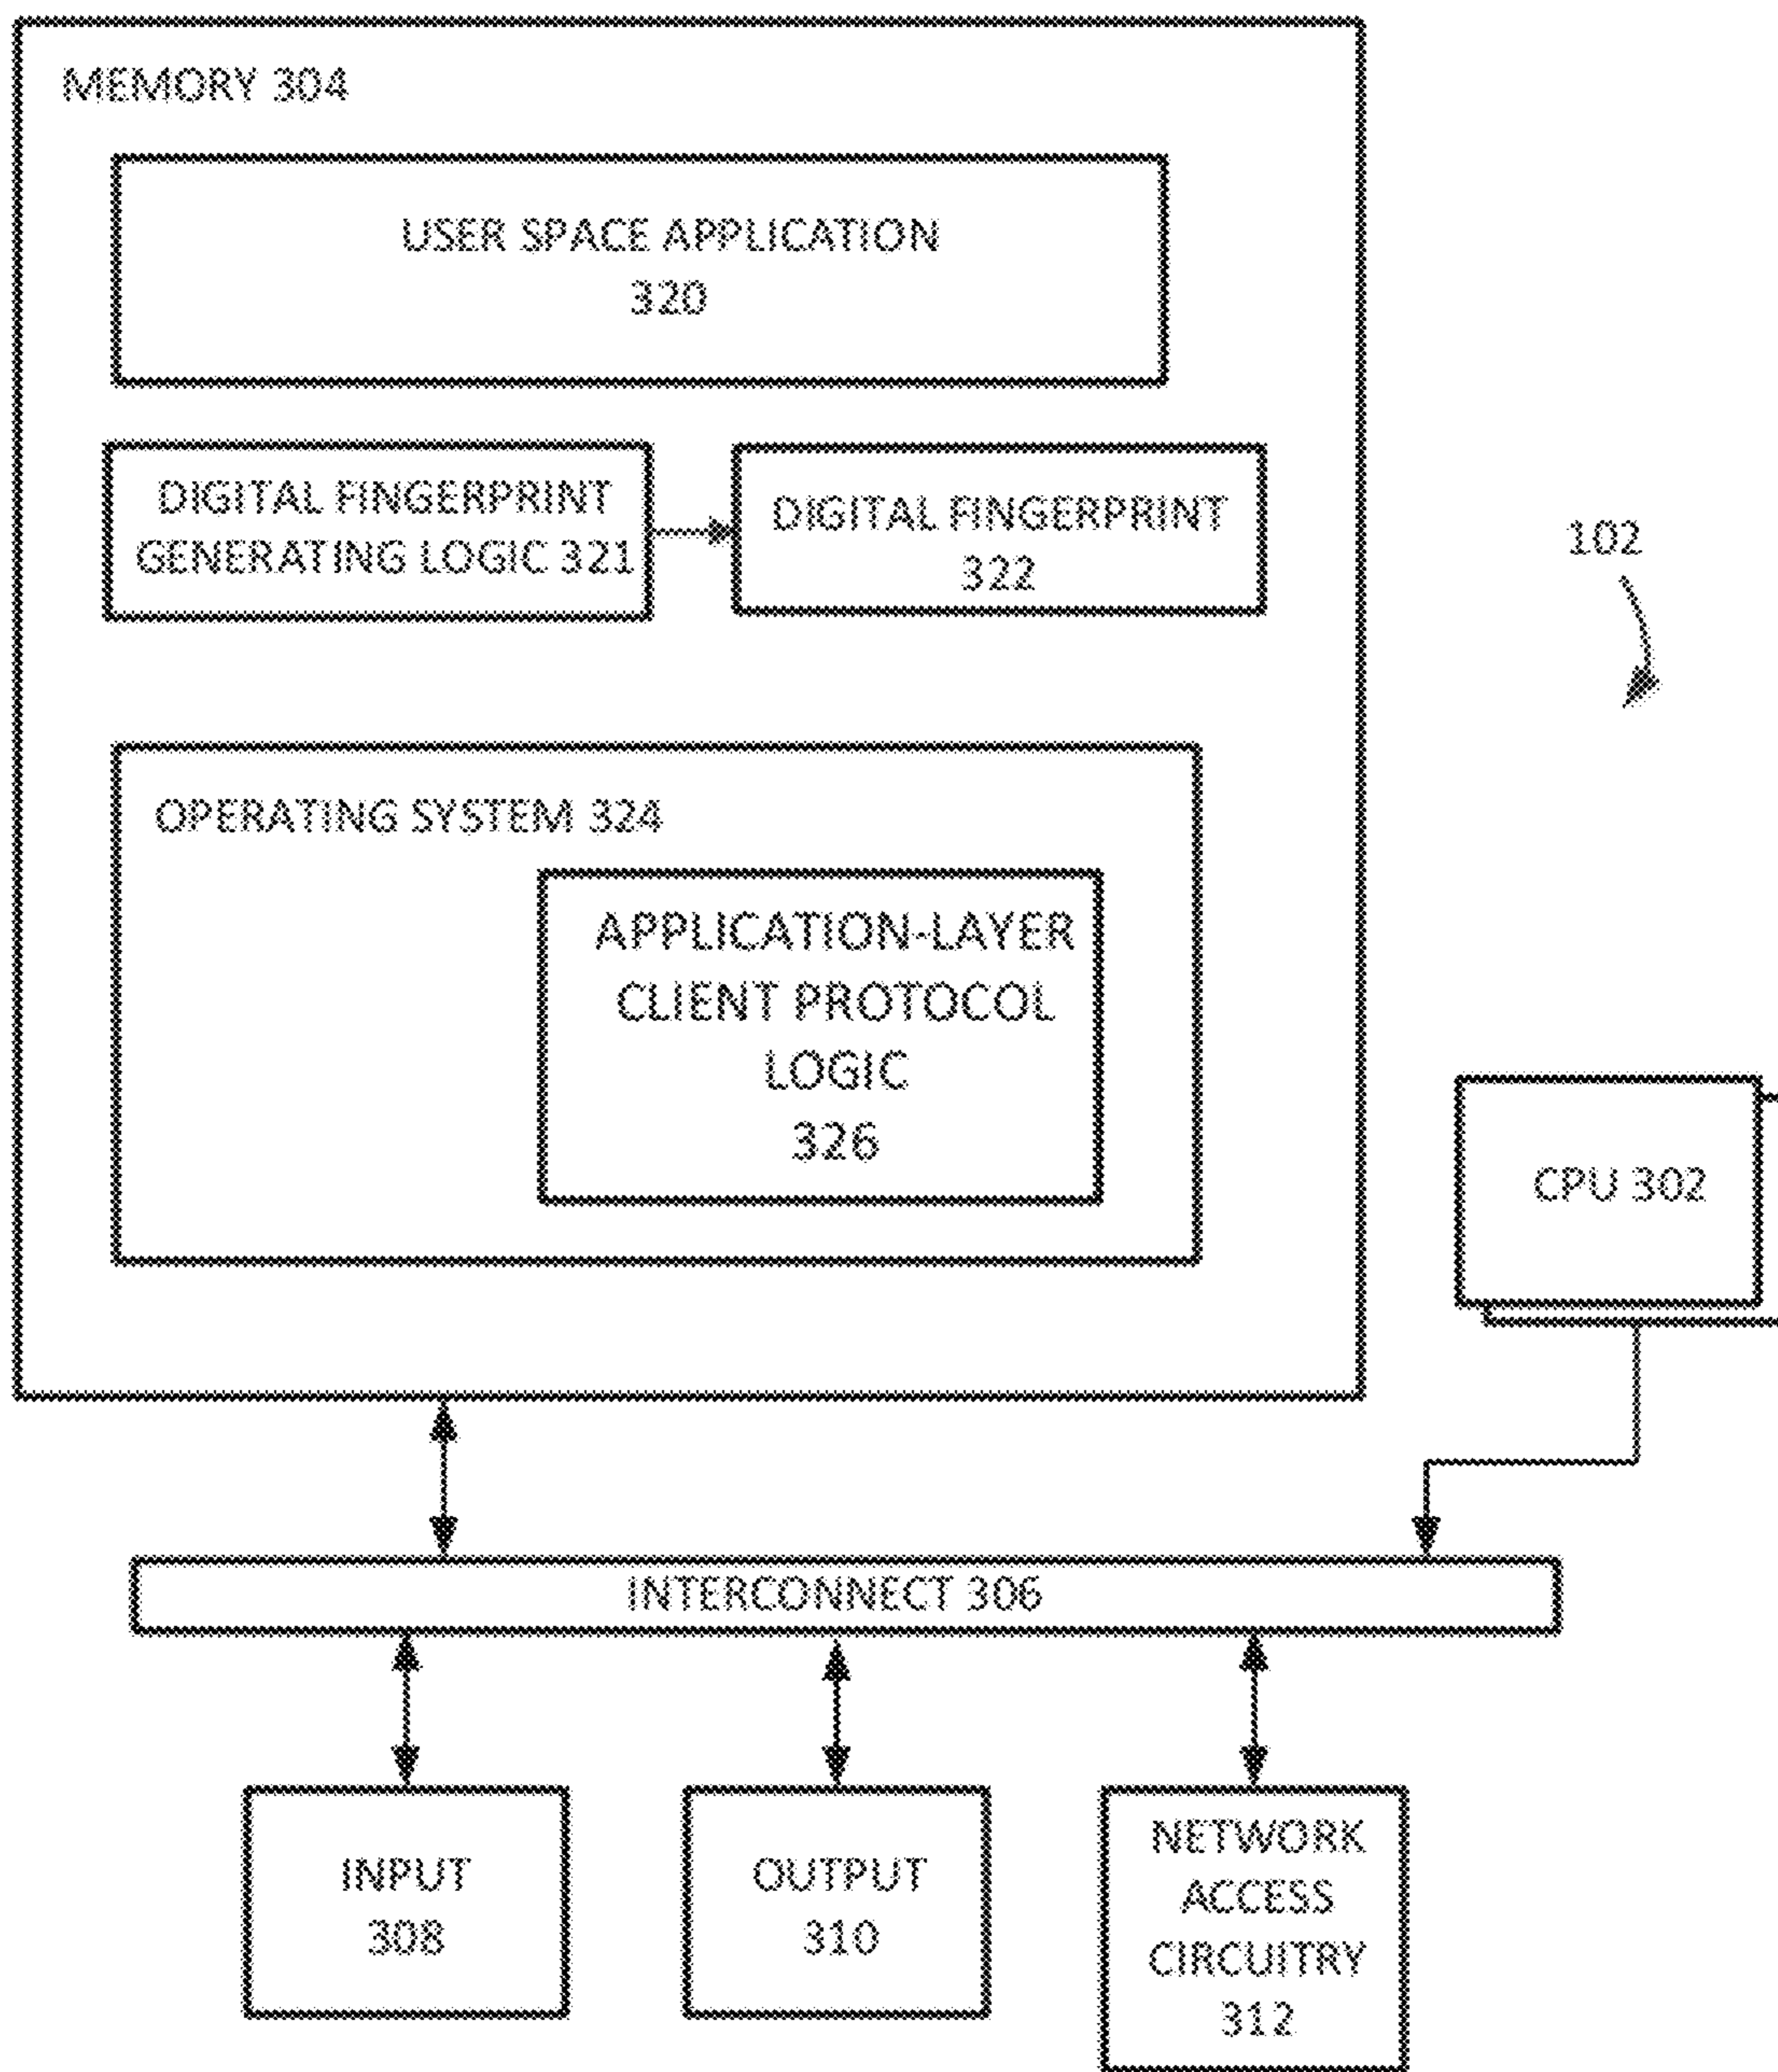 MEMORY 304
USER SPACE APPLICATION
320
DIGITAL FINGERPRINT
GENERATING LOGIC 321
DIGITAL FINGERPRINT
322
102
OPERATING SYSTEM 324
APPLICATION-LAYER
CLIENT PROTOCOL
LOGIC
326
CPU 302
INTERCONNECT 306
INPUT
308
OUTPUT
310
NETWORK
ACCESS
CIRCUITRY
312